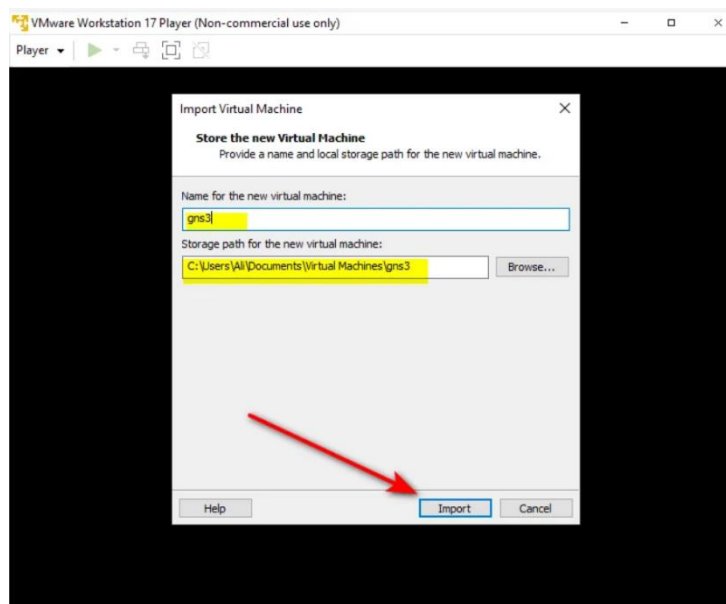 VMware Workstation 17 Player (Non-commercial use only)
Player
Import Virtual Machine
Store the new Virtual Machine
Provide a name and local storage path for the new virtual machine.
Name for the new virtual machine:
gns3
Storage path for the new virtual machine:
C:\Users\Ali\Documents\Virtual Machines\gns3
Browse...
Help Import Cancel